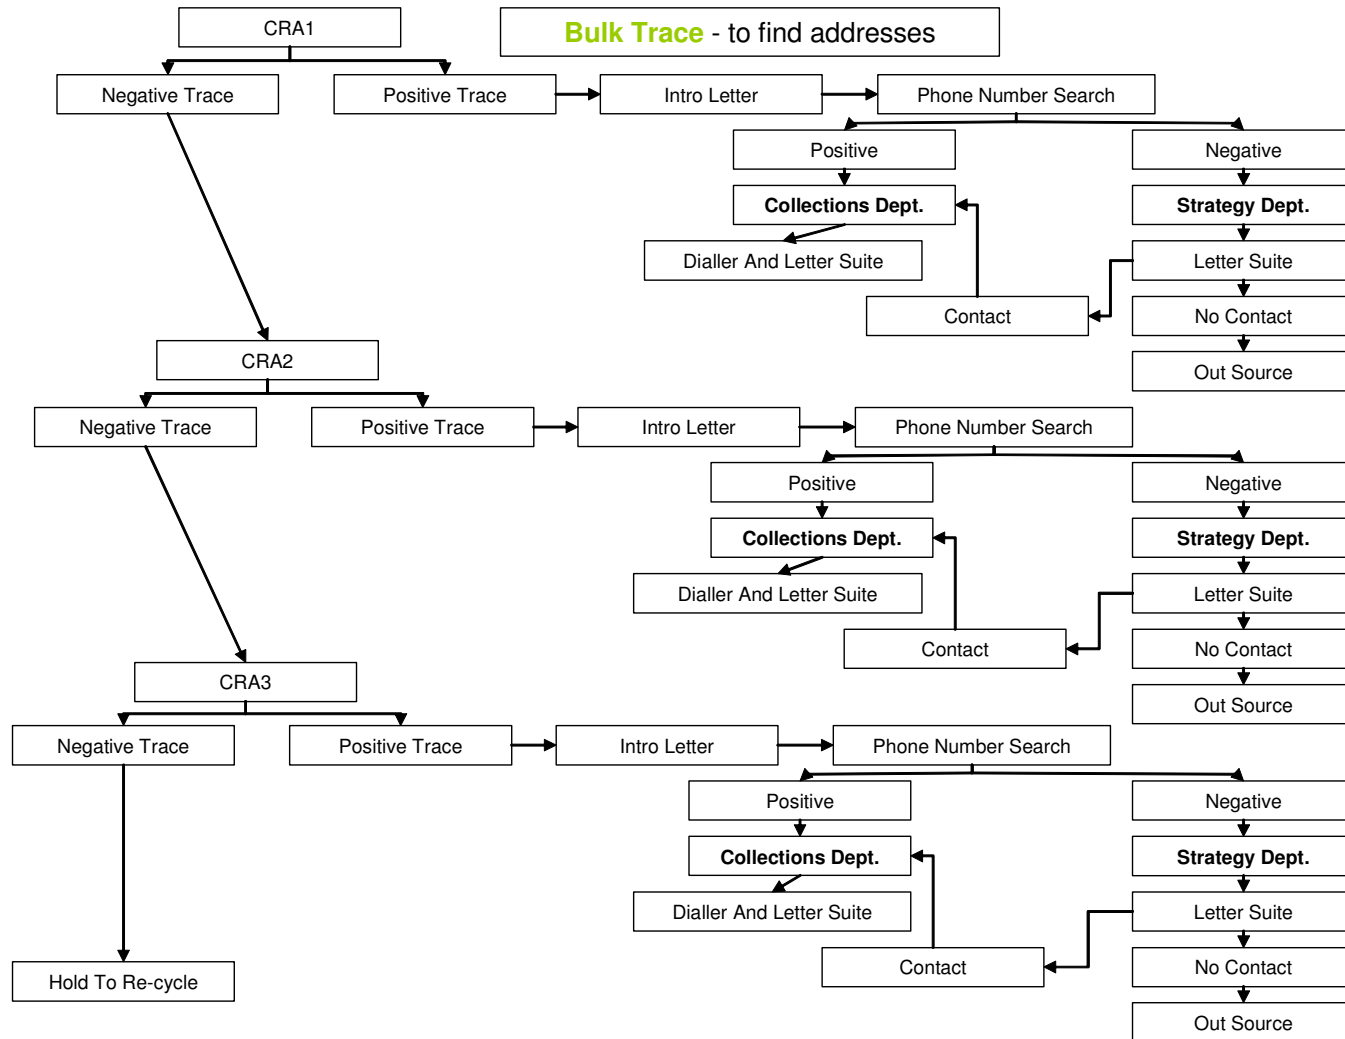 CRA1
Bulk Trace - to find addresses
Negative Trace
Positive Trace
Intro Letter
Phone Number Search
Positive
Negative
Collections Dept.
Strategy Dept.
Dialler And Letter Suite
Letter Suite
Contact
No Contact
Out Source
CRA2
Negative Trace
Positive Trace
Intro Letter
Phone Number Search
Positive
Negative
Collections Dept.
Strategy Dept.
Dialler And Letter Suite
Letter Suite
Contact
No Contact
Out Source
CRA3
Negative Trace
Positive Trace
Intro Letter
Phone Number Search
Positive
Negative
Collections Dept.
Strategy Dept.
Dialler And Letter Suite
Letter Suite
Contact
No Contact
Hold To Re-cycle
Out Source